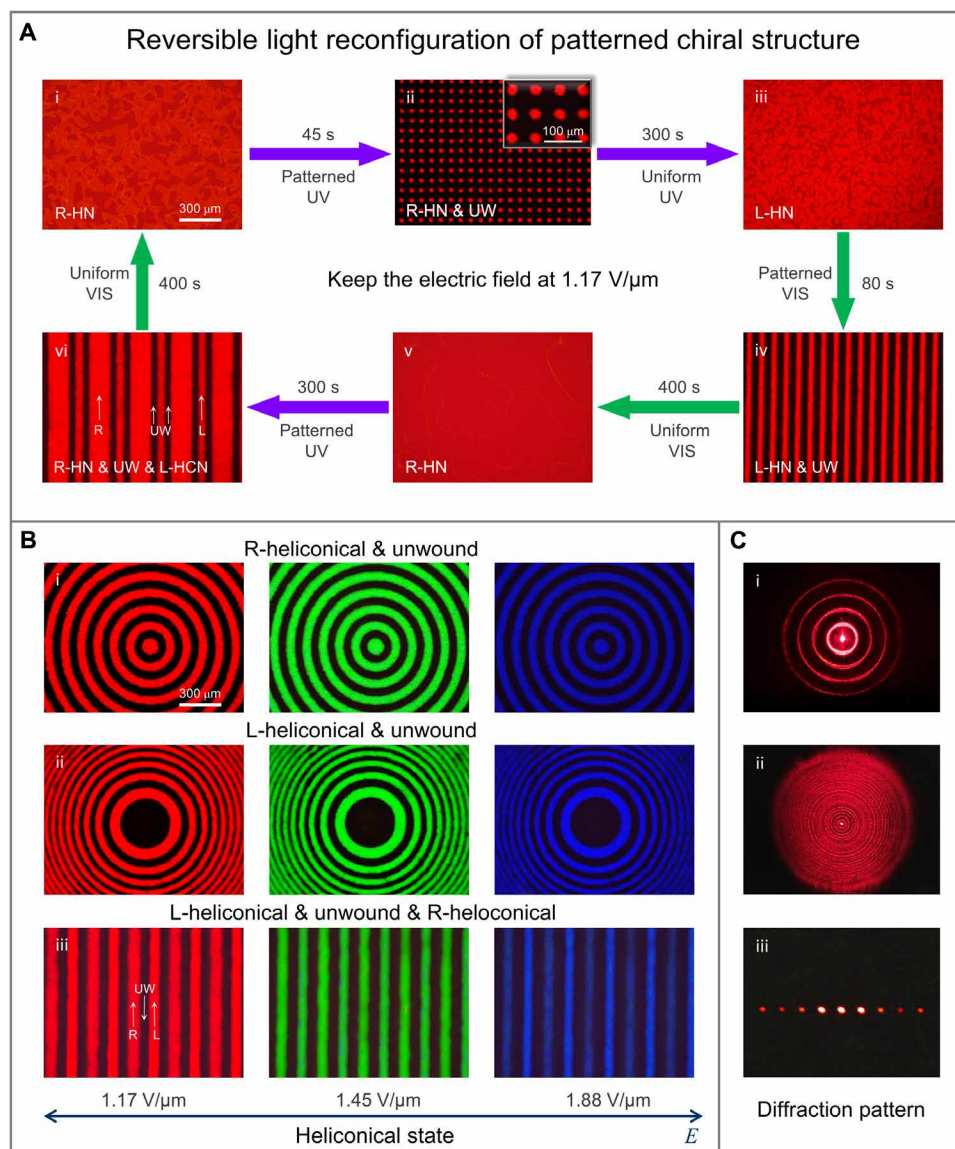 A
Reversible light reconfiguration of patterned chiral structure
i
R-HN
300 μm
45 s
Patterned
UV
ii
100 μm
R-HN & UW
300 s
Uniform
UV
iii
L-HN
Uniform
VIS
400 s
Keep the electric field at 1.17 V/μm
Patterned
VIS
80 s
vi
R
UW
L
R-HN & UW & L-HCN
300 s
Patterned
UV
v
R-HN
400 s
Uniform
VIS
iv
L-HN & UW
B
R-heliconical & unwound
i
300 μm
L-heliconical & unwound
ii
L-heliconical & unwound & R-heloconical
iii
UW
R
L
1.17 V/μm
1.45 V/μm
1.88 V/μm
Heliconical state
E
C
i
ii
iii
Diffraction pattern